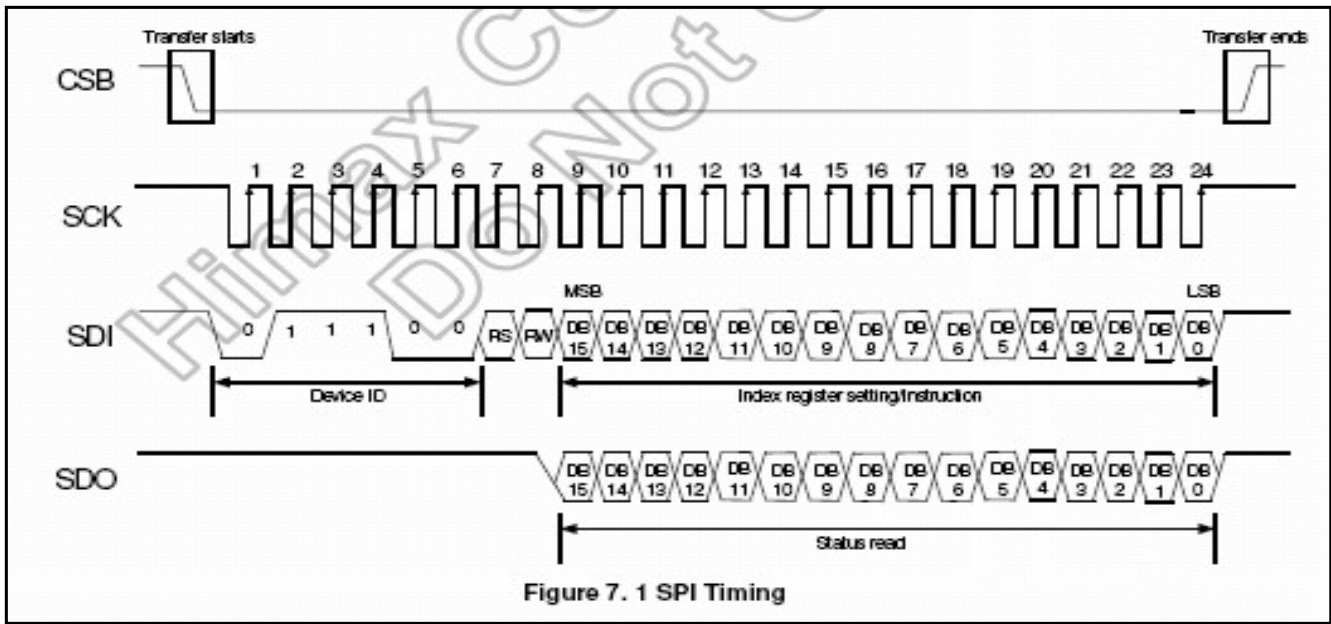 Transfer starts
Transfer ends
CSB
1 2 3 4 5 6 7 8 9 10 11 12 13 14 15 16 17 18 19 20 21 22 23 24
SCK
MSB
LSB
SDI
0 1 1 1 0 0 RS RW DB 15 DB 14 DB 13 DB 12 DB 11 DB 10 DB 9 DB 8 DB 7 DB 6 DB 5 DB 4 DB 3 DB 2 DB 1 DB 0
Device ID
Index register setting/instruction
SDO
DB 15 DB 14 DB 13 DB 12 DB 11 DB 10 DB 9 DB 8 DB 7 DB 6 DB 5 DB 4 DB 3 DB 2 DB 1 DB 0
Status read
Figure 7. 1 SPI Timing
Himax
Do Not